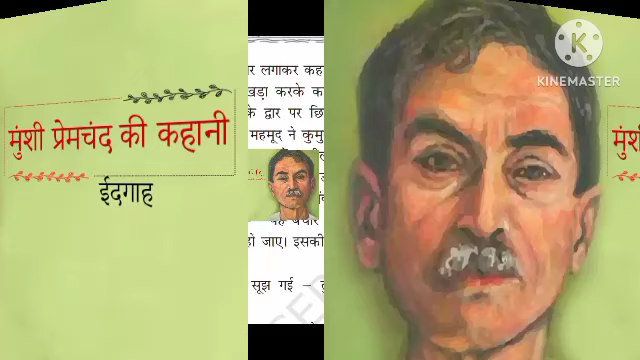 मुंशी प्रेमचंद की कहानी
ईदगाह
र लगाकर कह
खड़ा करके क
के द्वार पर छि
महमूद ने कुमु
हो जाए। इसकी
सूझ गई –
KINEMASTER
मुंशी